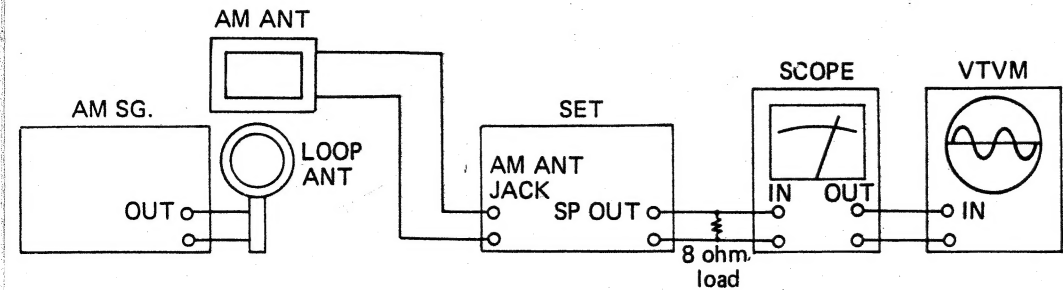 AM ANT
AM SG.
LOOP
ANT
OUT
SET
AM ANT
JACK
SP OUT
8 ohm
load
SCOPE
IN OUT
VTVM
IN